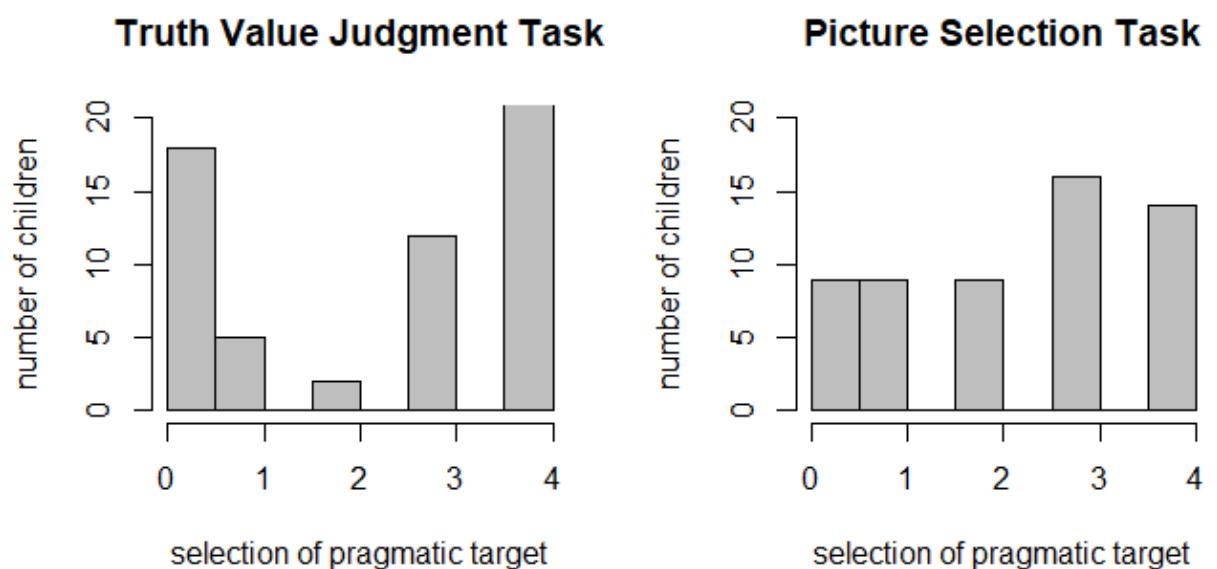 Truth Value Judgment Task
number of children
20
15
10
5
0
0 1 2 3 4
selection of pragmatic target
Picture Selection Task
number of children
20
15
10
5
0
0 1 2 3 4
selection of pragmatic target